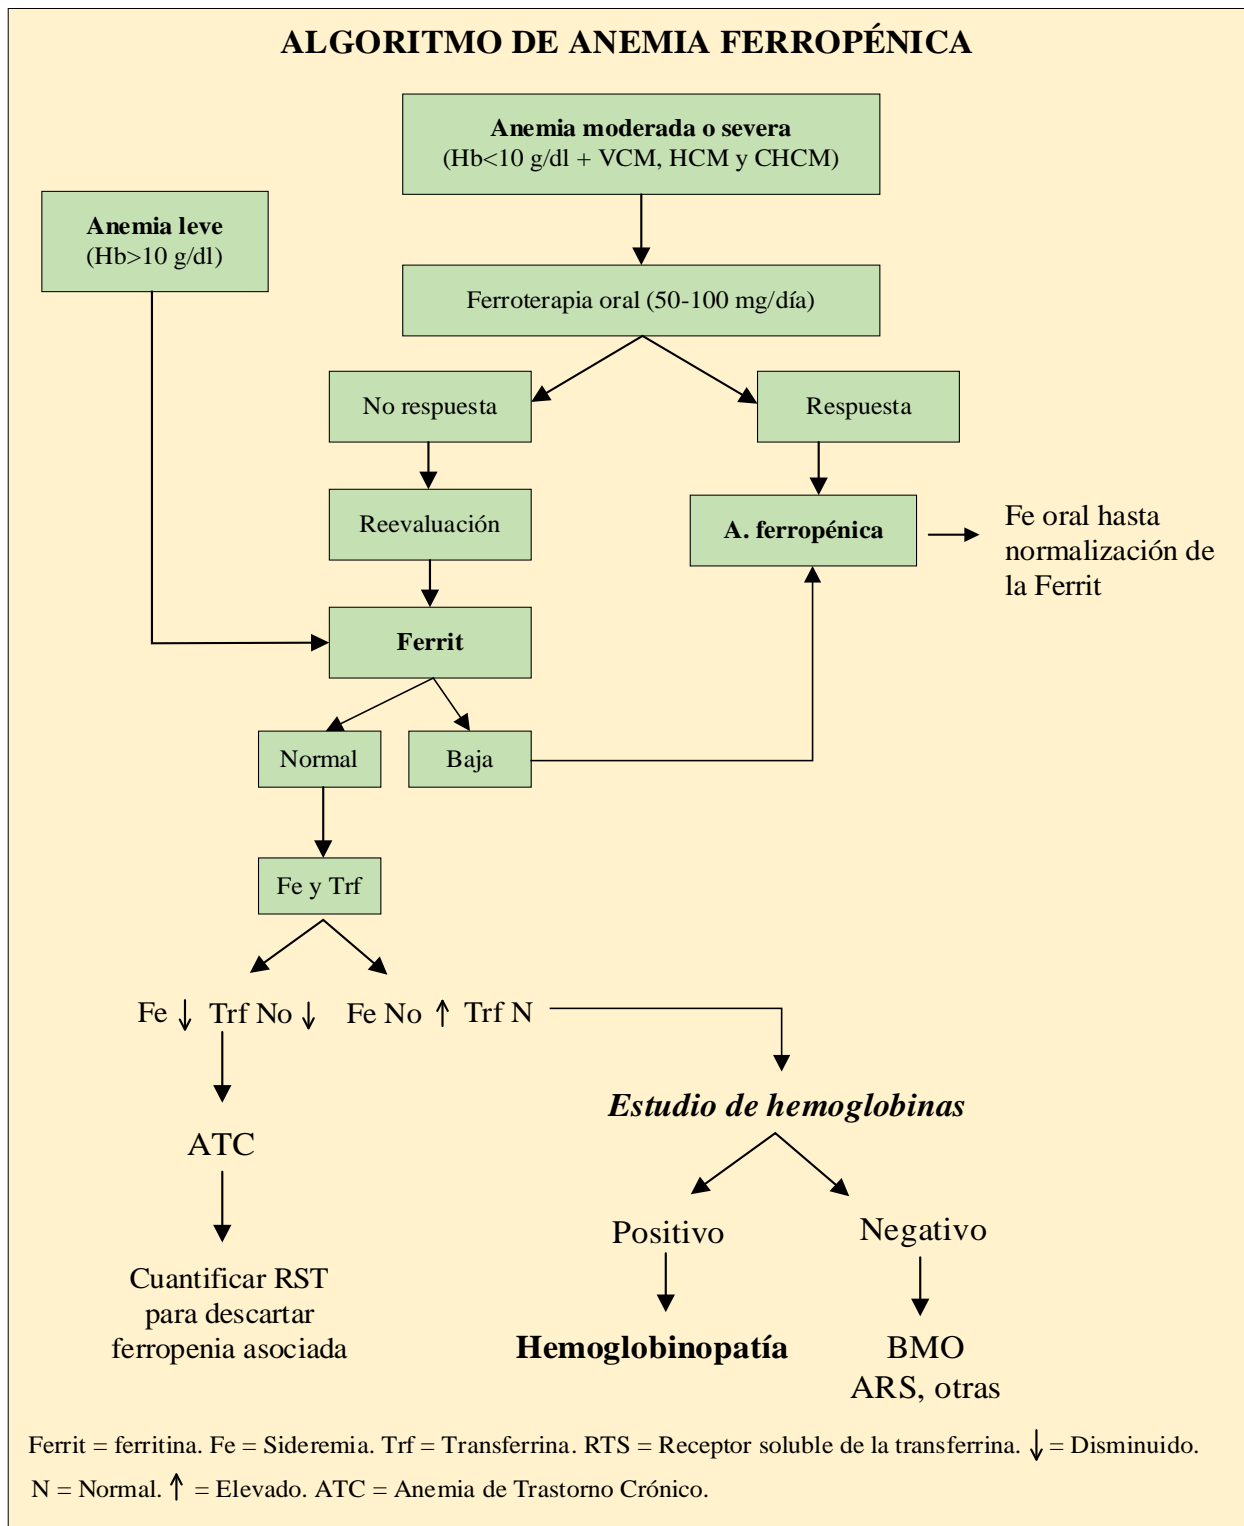 ALGORITMO DE ANEMIA FERROPÉNICA
Anemia moderada o severa
(Hb<10 g/dl + VCM, HCM y CHCM)
Anemia leve
(Hb>10 g/dl)
Ferroterapia oral (50-100 mg/día)
No respuesta
Respuesta
Reevaluación
A. ferropénica
Fe oral hasta
normalización de
la Ferrit
Ferrit
Normal
Baja
Fe y Trf
Fe ↓ Trf No ↓
Fe No ↑ Trf N
Estudio de hemoglobinas
ATC
Positivo
Negativo
Cuantificar RST
para descartar
ferropenia asociada
Hemoglobinopatía
BMO
ARS, otras
Ferrit = ferritina. Fe = Sideremia. Trf = Transferrina. RTS = Receptor soluble de la transferrina. ↓ = Disminuido.
N = Normal. ↑ = Elevado. ATC = Anemia de Trastorno Crónico.